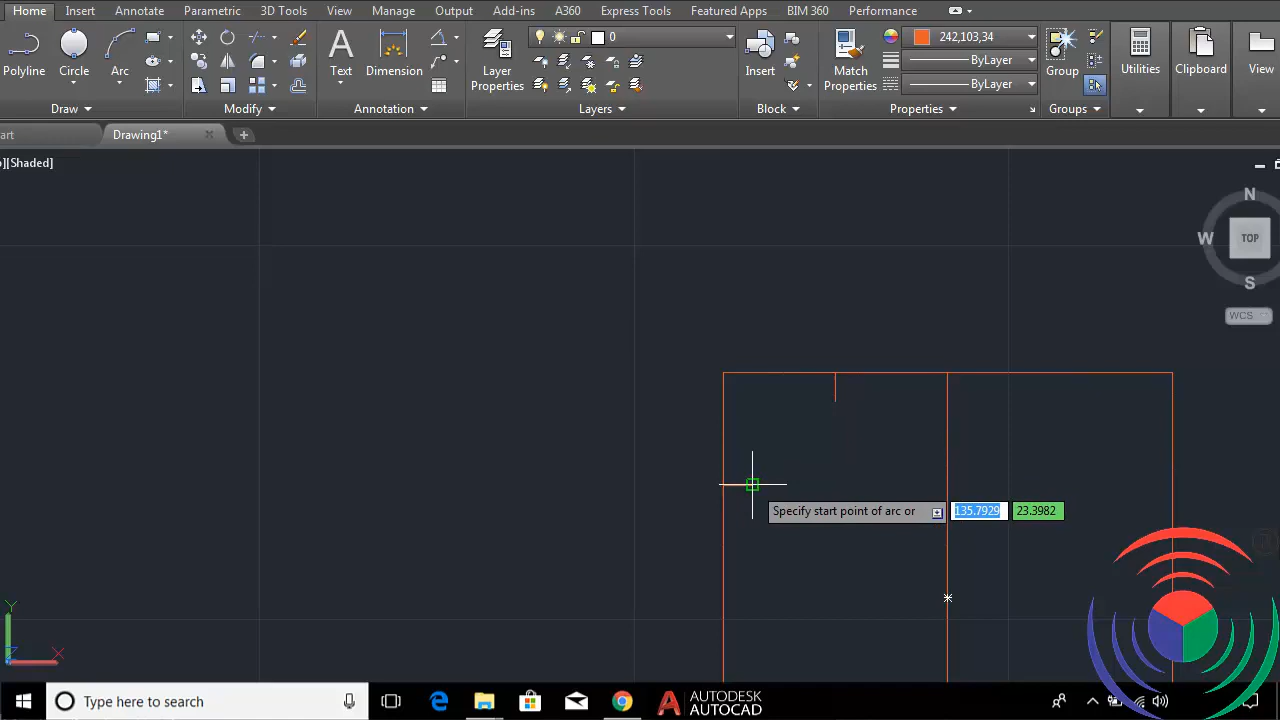 Home Insert Annotate Parametric 3D Tools View Manage Output Add-ins A360 Express Tools Featured Apps BIM 360 Performance
Polyline Circle Arc
Text Dimension
Layer Properties
0
Insert
Match Properties
242,103,34
ByLayer
ByLayer
Group
Utilities
Clipboard
View
Draw Modify Annotation Layers Block Properties Groups
art Drawing1*
][Shaded]
N
W TOP
S
WCS
Specify start point of arc or 135.7929 23.3982
Y
X
Type here to search
AUTODESK
AUTOCAD